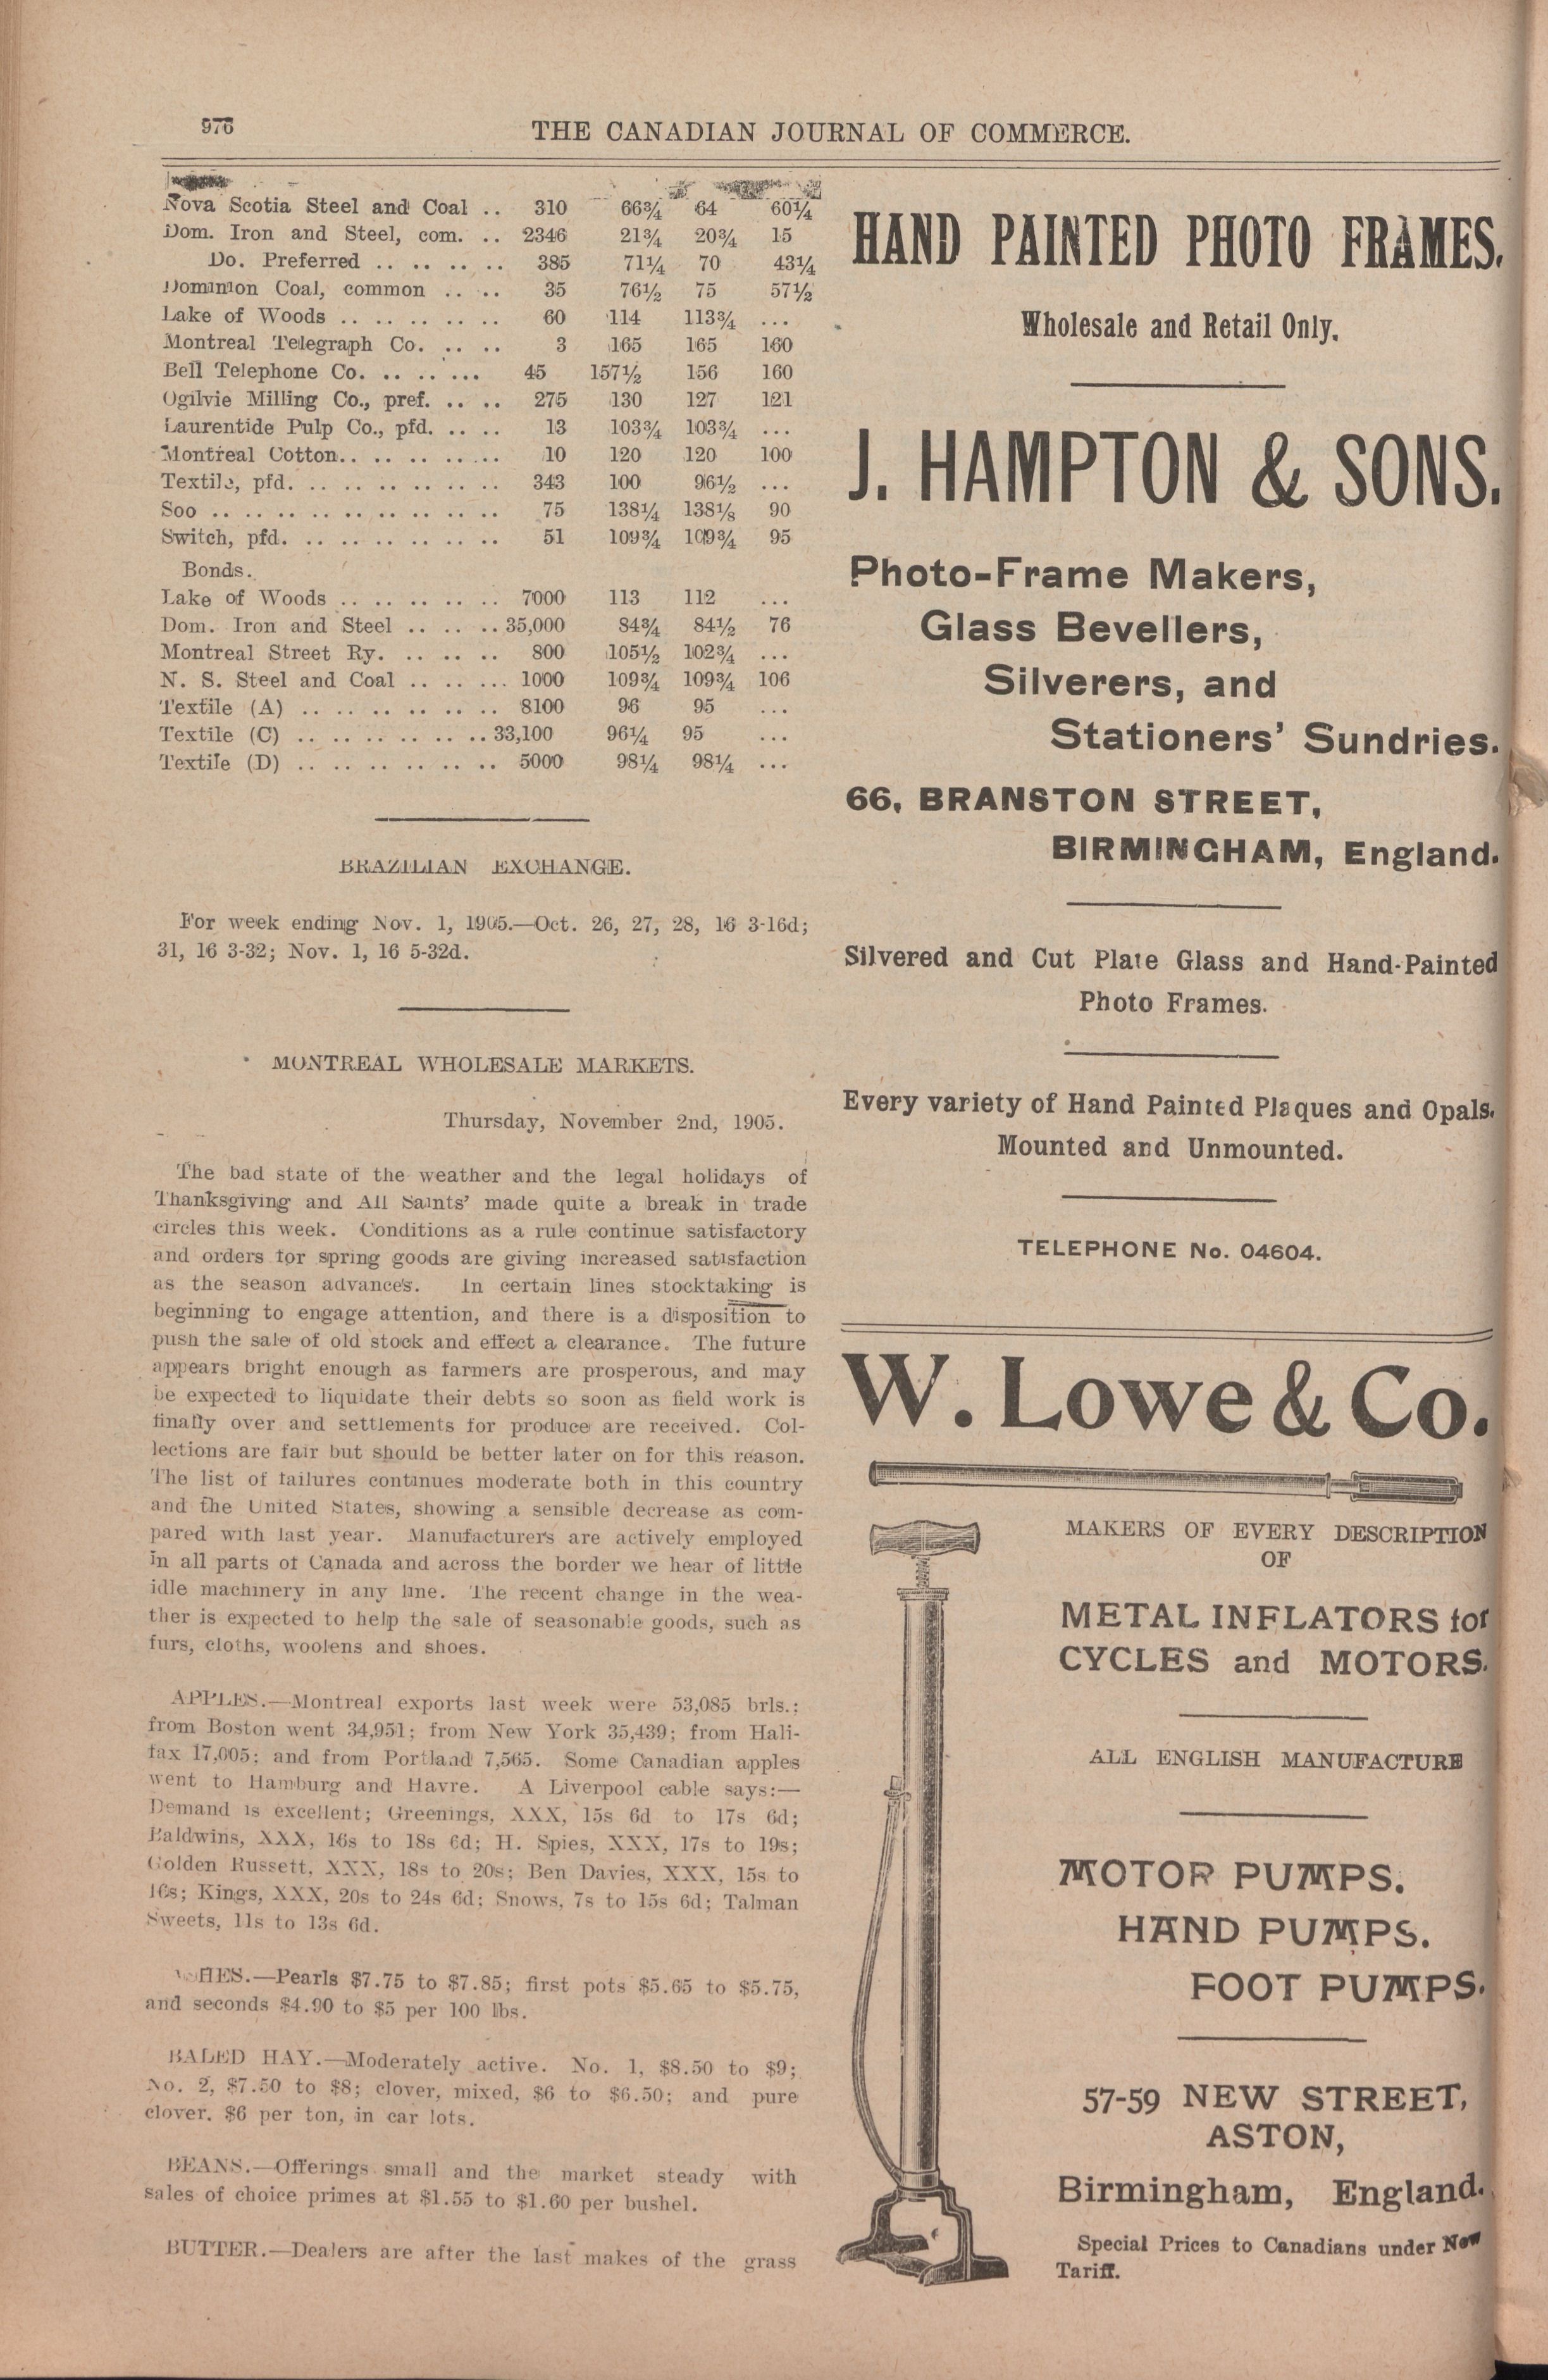 976
THE CANADIAN JOURNAL OF COMMERCE.
Nova Scotia Steel and Coal .. 310 66¾ 64 60¼
Dom. Iron and Steel, com. .. 2346 21¾ 20¾ 15
Do. Preferred .. .. .. .. 385 71¼ 70 43¼
Dominion Coal, common .. .. 35 76½ 75 57½
Lake of Woods .. .. .. .. .. 60 114 113¾ ...
Montreal Telegraph Co. .. .. 3 165 165 160
Bell Telephone Co. .. .. ... 45 157½ 156 160
Ogilvie Milling Co., pref. .. .. 275 130 127 121
Laurentide Pulp Co., pfd. .. .. 13 103¾ 103¾ ...
Montreal Cotton.. .. .. .. .. 10 120 120 100
Textile, pfd. .. .. .. .. .. .. 343 100 96½ ...
Soo .. .. .. .. .. .. .. .. .. 75 138¼ 138⅛ 90
Switch, pfd. .. .. .. .. .. .. 51 109¾ 109¾ 95
Bonds.
Lake of Woods .. .. .. .. .. 7000 113 112 ...
Dom. Iron and Steel .. .. .. 35,000 84¾ 84½ 76
Montreal Street Ry. .. .. .. 800 105½ 102¾ ...
N. S. Steel and Coal .. .. ... 1000 109¾ 109¾ 106
Textile (A) .. .. .. .. .. .. 8100 96 95 ...
Textile (C) .. .. .. .. .. .. 33,100 96¼ 95 ...
Textile (D) .. .. .. .. .. .. 5000 98¼ 98¼ ...
BRAZILIAN EXCHANGE.
For week ending Nov. 1, 1905.—Oct. 26, 27, 28, 16 3-16d;
31, 16 3-32; Nov. 1, 16 5-32d.
MONTREAL WHOLESALE MARKETS.
Thursday, November 2nd, 1905.
The bad state of the weather and the legal holidays of
Thanksgiving and All Saints' made quite a break in trade
circles this week. Conditions as a rule continue satisfactory
and orders for spring goods are giving increased satisfaction
as the season advances. In certain lines stocktaking is
beginning to engage attention, and there is a disposition to
push the sale of old stock and effect a clearance. The future
appears bright enough as farmers are prosperous, and may
be expected to liquidate their debts so soon as field work is
finally over and settlements for produce are received. Col-
lections are fair but should be better later on for this reason.
The list of failures continues moderate both in this country
and the United States, showing a sensible decrease as com-
pared with last year. Manufacturers are actively employed
in all parts of Canada and across the border we hear of little
idle machinery in any line. The recent change in the wea-
ther is expected to help the sale of seasonable goods, such as
furs, cloths, woolens and shoes.
APPLES.—Montreal exports last week were 53,085 brls.;
from Boston went 34,951; from New York 35,439; from Hali-
fax 17,005; and from Portland 7,565. Some Canadian apples
went to Hamburg and Havre. A Liverpool cable says:—
Demand is excellent; Greenings, XXX, 15s 6d to 17s 6d;
Baldwins, XXX, 16s to 18s 6d; H. Spies, XXX, 17s to 19s;
Golden Russett, XXX, 18s to 20s; Ben Davies, XXX, 15s to
16s; Kings, XXX, 20s to 24s 6d; Snows, 7s to 15s 6d; Talman
Sweets, 11s to 13s 6d.
ASHES.—Pearls $7.75 to $7.85; first pots $5.65 to $5.75,
and seconds $4.90 to $5 per 100 lbs.
BALED HAY.—Moderately active. No. 1, $8.50 to $9;
No. 2, $7.50 to $8; clover, mixed, $6 to $6.50; and pure
clover. $6 per ton, in car lots.
BEANS.—Offerings small and the market steady with
sales of choice primes at $1.55 to $1.60 per bushel.
BUTTER.—Dealers are after the last makes of the grass
HAND PAINTED PHOTO FRAMES.
Wholesale and Retail Only.
J. HAMPTON & SONS.
Photo-Frame Makers,
Glass Bevellers,
Silverers, and
Stationers' Sundries.
66, BRANSTON STREET,
BIRMINGHAM, England.
Silvered and Cut Plate Glass and Hand-Painted
Photo Frames.
Every variety of Hand Painted Plaques and Opals.
Mounted and Unmounted.
TELEPHONE No. 04604.
W. Lowe & Co.
MAKERS OF EVERY DESCRIPTION
OF
METAL INFLATORS for
CYCLES and MOTORS.
ALL ENGLISH MANUFACTURE
MOTOR PUMPS.
HAND PUMPS.
FOOT PUMPS.
57-59 NEW STREET,
ASTON,
Birmingham, England.
Special Prices to Canadians under New
Tariff.